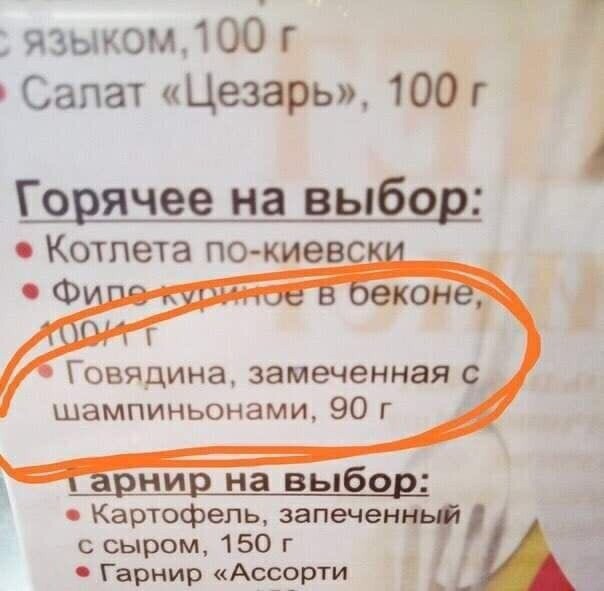 с языком, 100 г
• Салат «Цезарь», 100 г
Горячее на выбор:
• Котлета по-киевски
• Филе куриное в беконе,
100/1 г
• Говядина, замеченная с
шампиньонами, 90 г
Гарнир на выбор:
• Картофель, запеченный
с сыром, 150 г
• Гарнир «Ассорти